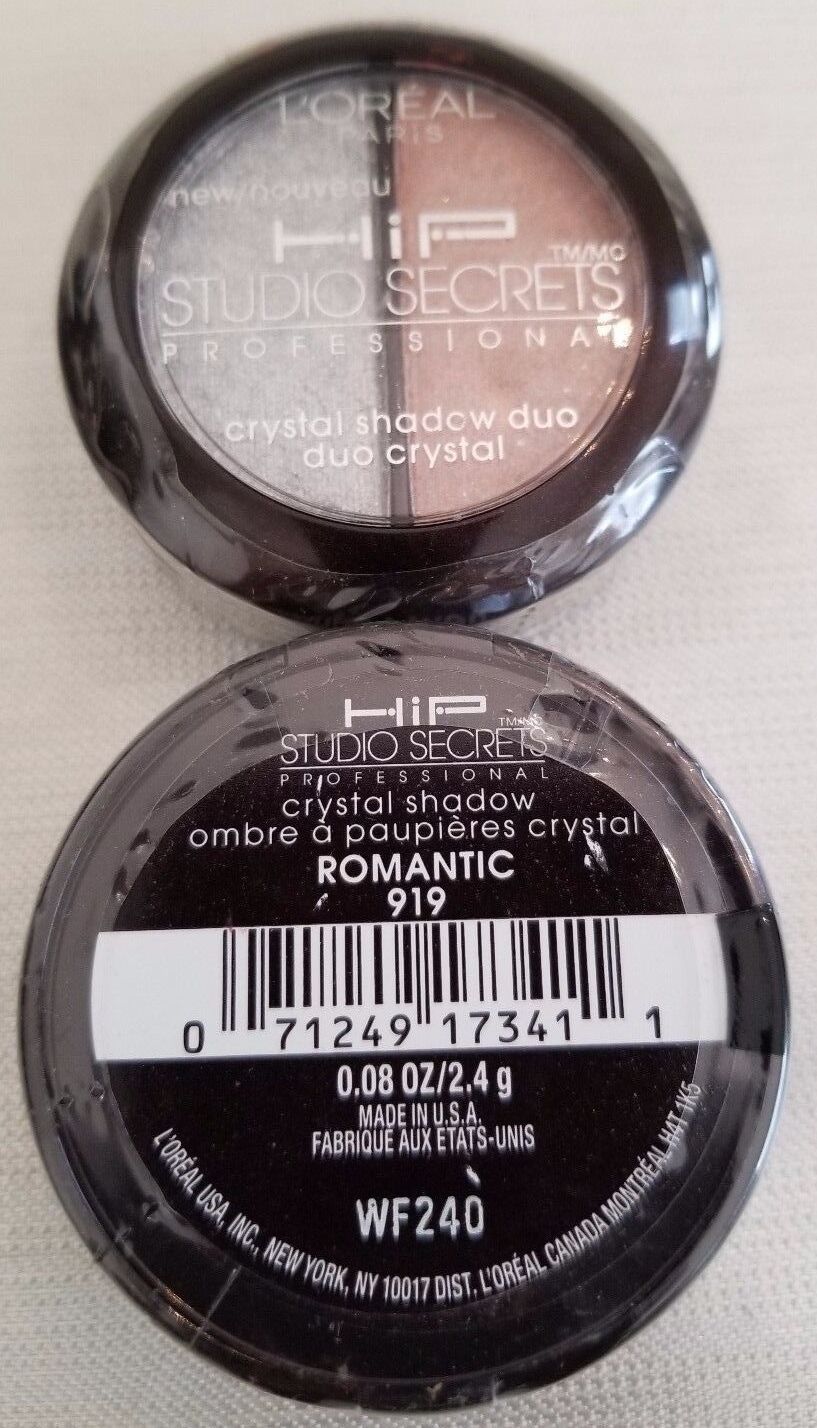 L'ORÉAL
PARIS
new/nouveau
HiP
TM/MC
STUDIO SECRETS
PROFESSIONAL
crystal shadow duo
duo crystal
HiP
TM/MC
STUDIO SECRETS
PROFESSIONAL
crystal shadow
ombre à paupières crystal
ROMANTIC
919
0 71249 17341 1
0.08 OZ/2.4 g
MADE IN U.S.A.
FABRIQUÉ AUX ÉTATS-UNIS
WF240
L'ORÉAL USA, INC., NEW YORK, NY 10017 DIST. L'ORÉAL CANADA MONTRÉAL H4T 1K5